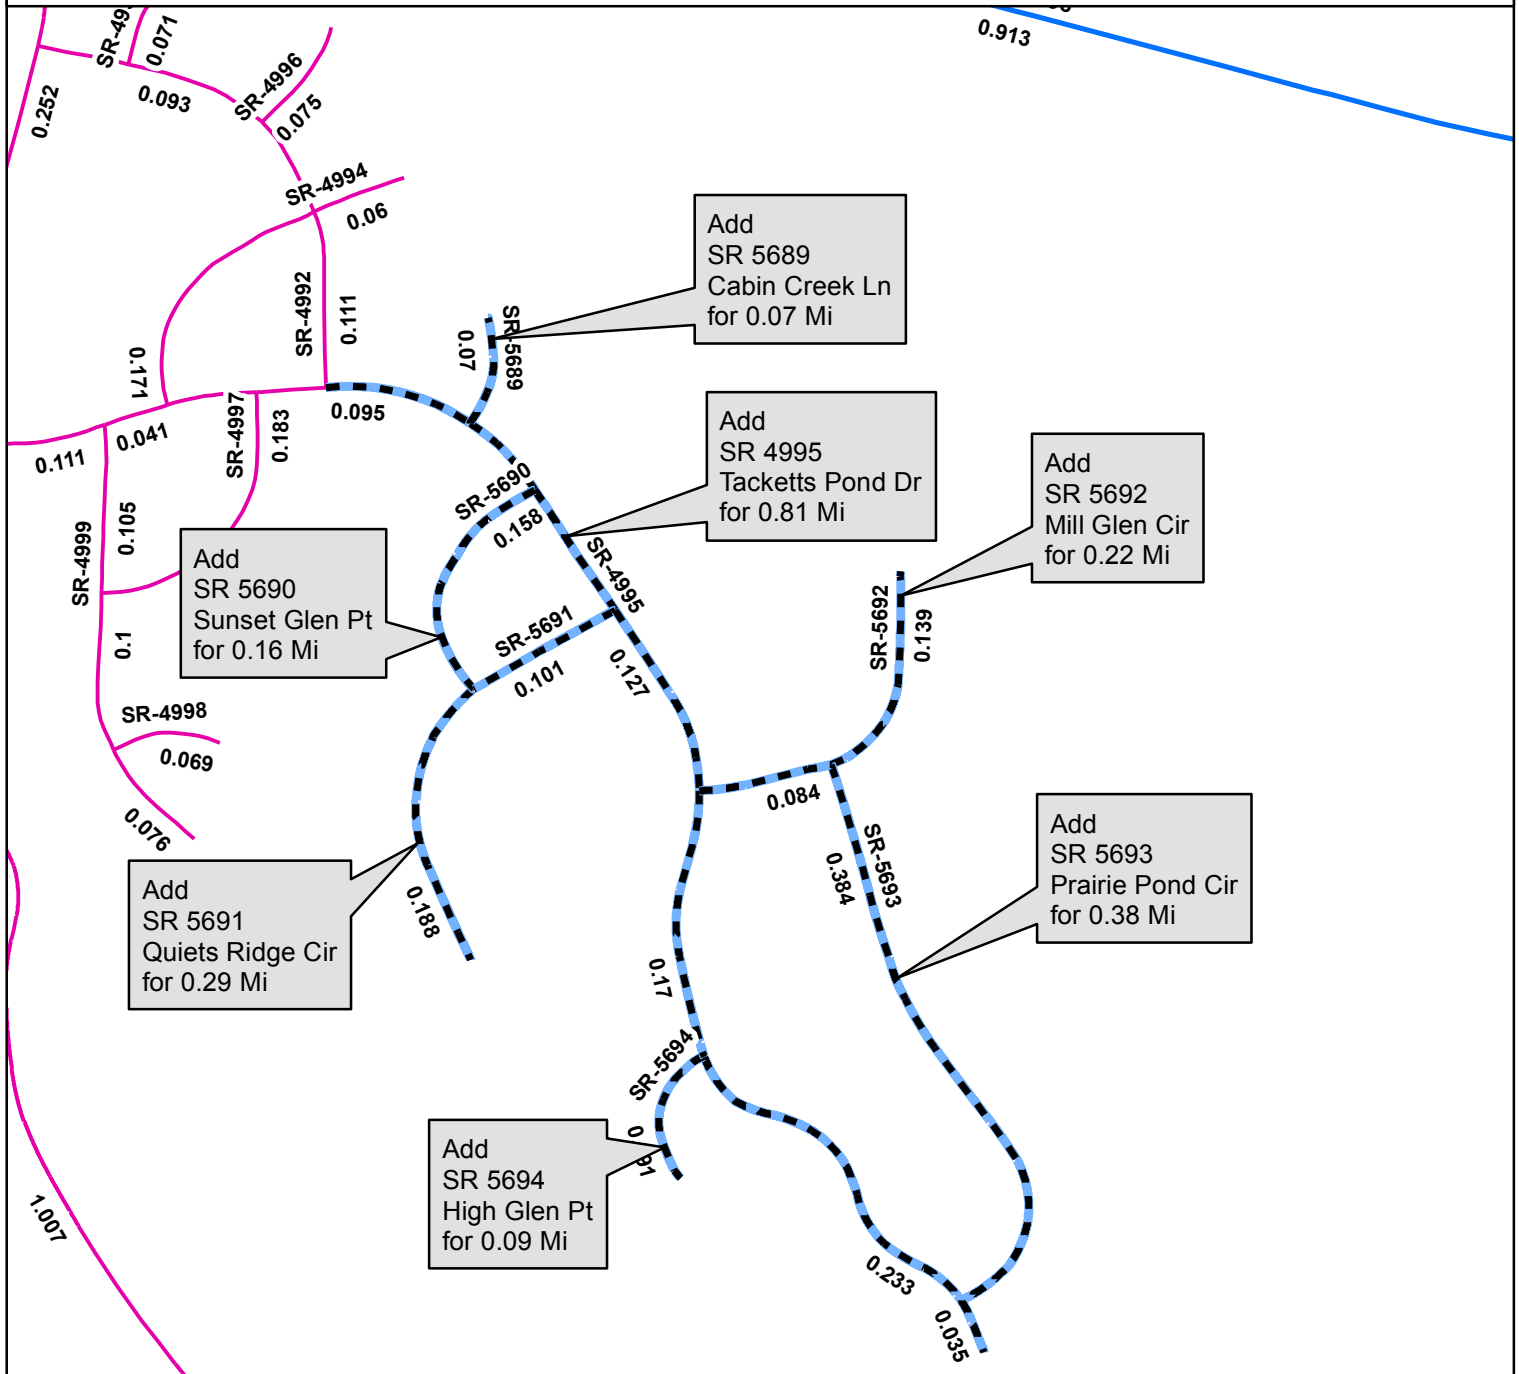 0.913
SR-49
0.071
0.252
0.093
SR-4996
0.075
SR-4994
0.06
Add
SR 5689
Cabin Creek Ln
for 0.07 Mi
SR-4992
0.111
SR-5689
0.07
0.171
0.095
SR-4997
0.183
0.041
0.111
Add
SR 4995
Tacketts Pond Dr
for 0.81 Mi
Add
SR 5692
Mill Glen Cir
for 0.22 Mi
SR-5690
0.158
SR-4995
SR-4999
0.105
0.1
Add
SR 5690
Sunset Glen Pt
for 0.16 Mi
SR-5691
0.101
0.127
SR-5692
0.139
SR-4998
0.069
0.076
0.084
Add
SR 5693
Prairie Pond Cir
for 0.38 Mi
SR-5693
0.384
Add
SR 5691
Quiets Ridge Cir
for 0.29 Mi
0.188
0.17
SR-5694
Add
SR 5694
High Glen Pt
for 0.09 Mi
1.007
0.233
0.035